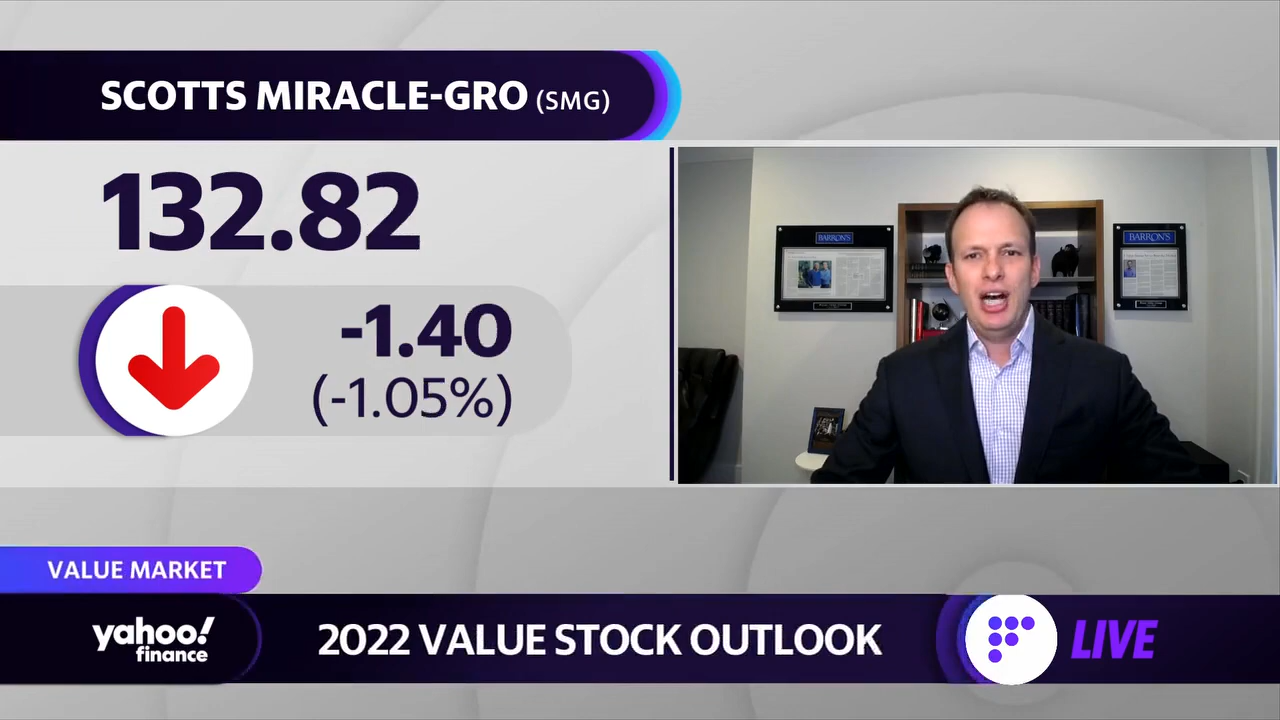 SCOTTS MIRACLE-GRO (SMG)
132.82
-1.40
(-1.05%)
BARRON'S
BARRON'S
VALUE MARKET
yahoo!
finance
2022 VALUE STOCK OUTLOOK
LIVE